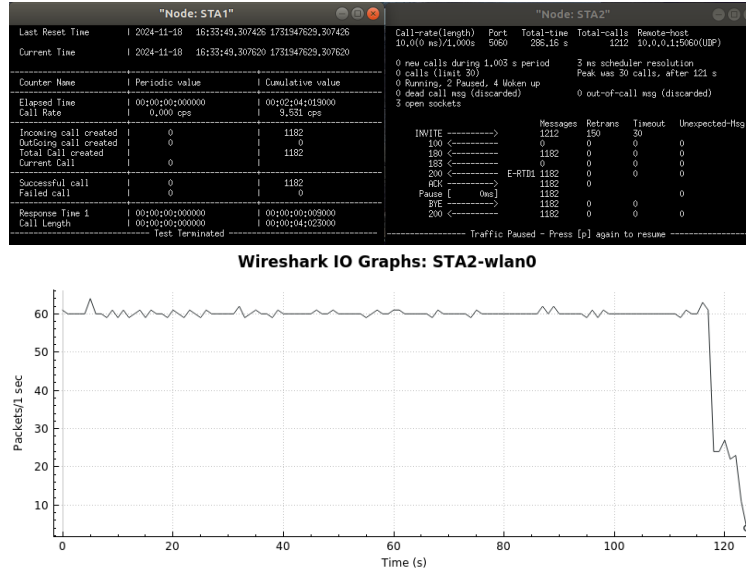 "Node: STA1"
Last Reset Time | 2024-11-18 16:33:49.307426 1731947629.307426
Current Time | 2024-11-18 16:33:49.307620 1731947629.307620
Counter Name | Periodic value | Cumulative value
Elapsed Time | 00:00:00:000000 | 00:02:04:019000
Call Rate | 0.000 cps | 9.531 cps
Incoming call created | 0 | 1182
OutGoing call created | 0 | 0
Total Call created | | 1182
Current Call | 0 |
Successful call | 0 | 1182
Failed call | 0 | 0
Response Time 1 | 00:00:00:000000 | 00:00:00:009000
Call Length | 00:00:00:000000 | 00:00:04:023000
Test Terminated
"Node: STA2"
Call-rate(length) Port Total-time Total-calls Remote-host
10.0(0 ms)/1.000s 5060 286.16 s 1212 10.0.0.1:5060(UDP)
0 new calls during 1.003 s period 3 ms scheduler resolution
0 calls (limit 30) Peak was 30 calls, after 121 s
0 Running, 2 Paused, 4 Woken up
0 dead call msg (discarded) 0 out-of-call msg (discarded)
3 open sockets
Messages Retrans Timeout Unexpected-Msg
INVITE ----------> 1212 150 30
100 <---------- 0 0 0 0
180 <---------- 1182 0 0 0
183 <---------- 0 0 0 0
200 <---------- E-RTD1 1182 0 0 0
ACK ----------> 1182 0
Pause [ 0ms] 1182 0
BYE ----------> 1182 0 0
200 <---------- 1182 0 0 0
Traffic Paused - Press [p] again to resume
Wireshark IO Graphs: STA2-wlan0
Packets/1 sec
60
50
40
30
20
10
0 20 40 60 80 100 120
Time (s)